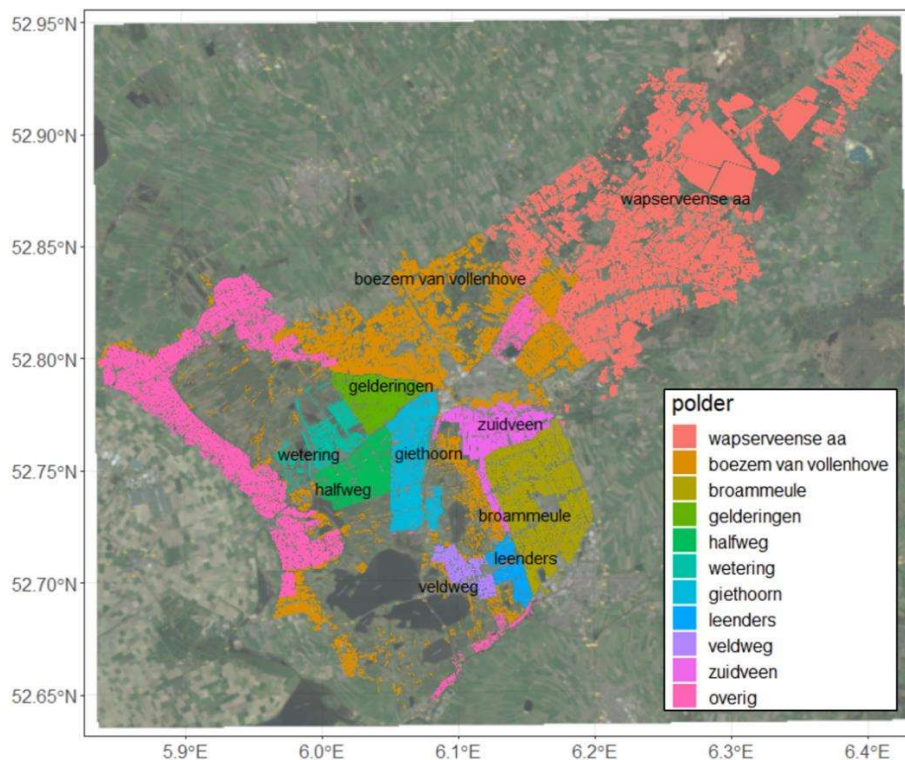 52.95°N
52.90°N
52.85°N
52.80°N
52.75°N
52.70°N
52.65°N
wapserveense aa
boezem van vollenhove
gelderingen
zuidveen
wetering
giethoorn
halfweg
broammeule
leenders
veldweg
polder
wapserveense aa
boezem van vollenhove
broammeule
gelderingen
halfweg
wetering
giethoorn
leenders
veldweg
zuidveen
overig
5.9°E
6.0°E
6.1°E
6.2°E
6.3°E
6.4°E